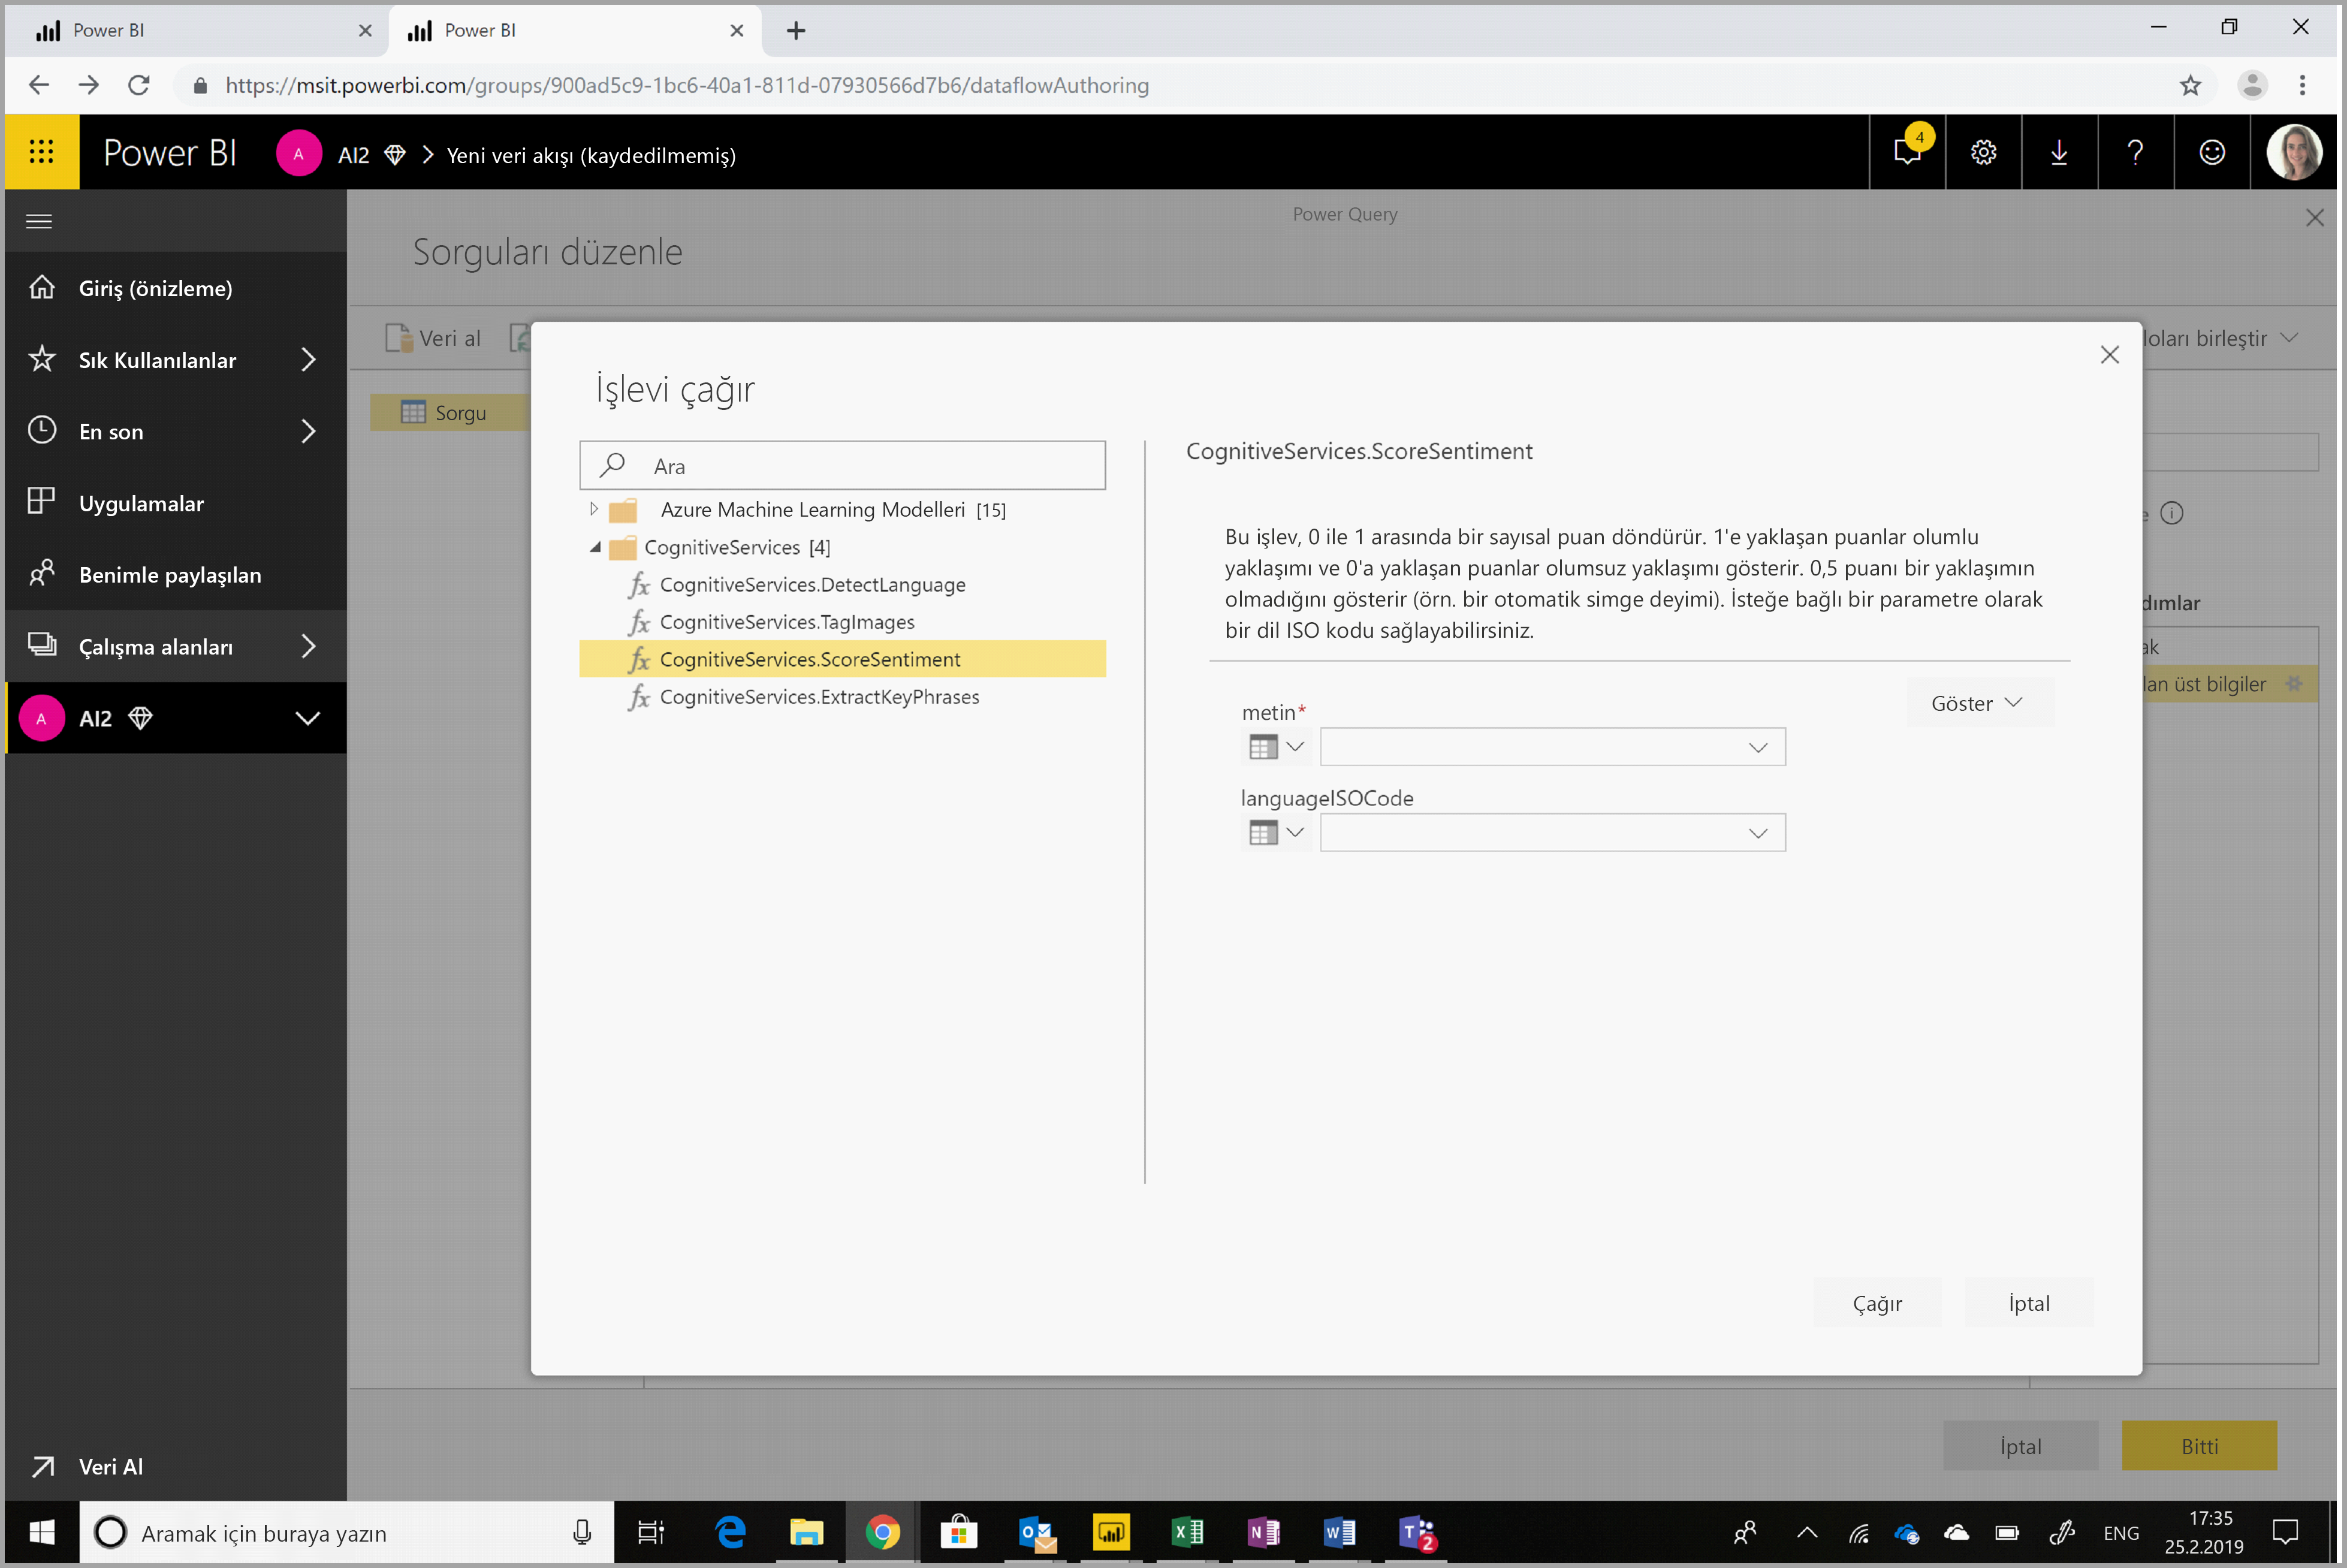 Power BI
Power BI
https://msit.powerbi.com/groups/900ad5c9-1bc6-40a1-811d-07930566d7b6/dataflowAuthoring
Power BI
A
AI2
Yeni veri akışı (kaydedilmemiş)
4
Power Query
Sorguları düzenle
Giriş (önizleme)
Sık Kullanılanlar
En son
Uygulamalar
Benimle paylaşılan
Çalışma alanları
A
AI2
Veri Al
Veri al
Sorgu
loları birleştir
e
dımlar
ak
lan üst bilgiler
İşlevi çağır
Ara
Azure Machine Learning Modelleri [15]
CognitiveServices [4]
fx CognitiveServices.DetectLanguage
fx CognitiveServices.TagImages
fx CognitiveServices.ScoreSentiment
fx CognitiveServices.ExtractKeyPhrases
CognitiveServices.ScoreSentiment
Bu işlev, 0 ile 1 arasında bir sayısal puan döndürür. 1'e yaklaşan puanlar olumlu
yaklaşımı ve 0'a yaklaşan puanlar olumsuz yaklaşımı gösterir. 0,5 puanı bir yaklaşımın
olmadığını gösterir (örn. bir otomatik simge deyimi). İsteğe bağlı bir parametre olarak
bir dil ISO kodu sağlayabilirsiniz.
Göster
metin*
languageISOCode
Çağır
İptal
İptal
Bitti
Aramak için buraya yazın
2
ENG
17:35
25.2.2019